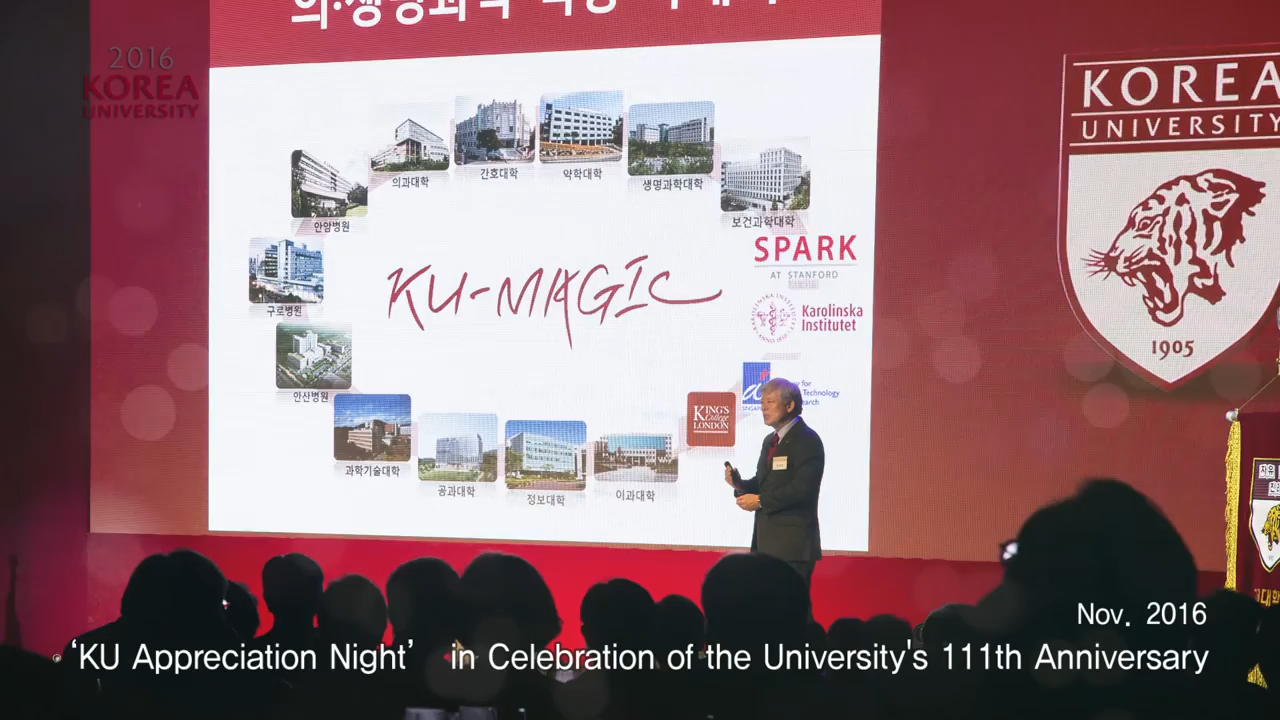 2016
KOREA
UNIVERSITY
KOREA
UNIVERSITY
1905
의과대학
간호대학
약학대학
생명과학대학
보건과학대학
안암병원
구로병원
안산병원
과학기술대학
공과대학
정보대학
이과대학
KU-MAGIC
SPARK
AT STANFORD
Karolinska
Institutet
KING'S
College
LONDON
for
Technology
Nov. 2016
‘KU Appreciation Night’ in Celebration of the University's 111th Anniversary